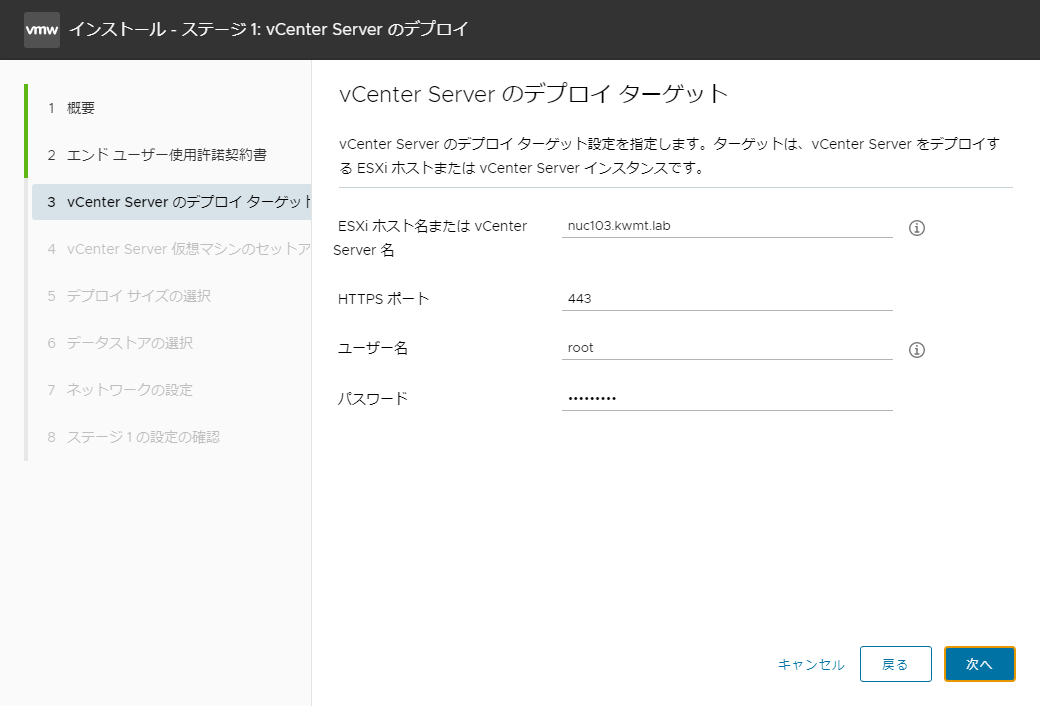 vmw インストール - ステージ 1: vCenter Server のデプロイ
1 概要
2 エンド ユーザー使用許諾契約書
3 vCenter Server のデプロイ ターゲット
4 vCenter Server 仮想マシンのセットア
5 デプロイ サイズの選択
6 データストアの選択
7 ネットワークの設定
8 ステージ 1 の設定の確認
vCenter Server のデプロイ ターゲット
vCenter Server のデプロイ ターゲット設定を指定します。ターゲットは、vCenter Server をデプロイす
る ESXi ホストまたは vCenter Server インスタンスです。
ESXi ホスト名または vCenter
Server 名
nuc103.kwmt.lab
HTTPS ポート
443
ユーザー名
root
パスワード
•••••••••
キャンセル
戻る
次へ